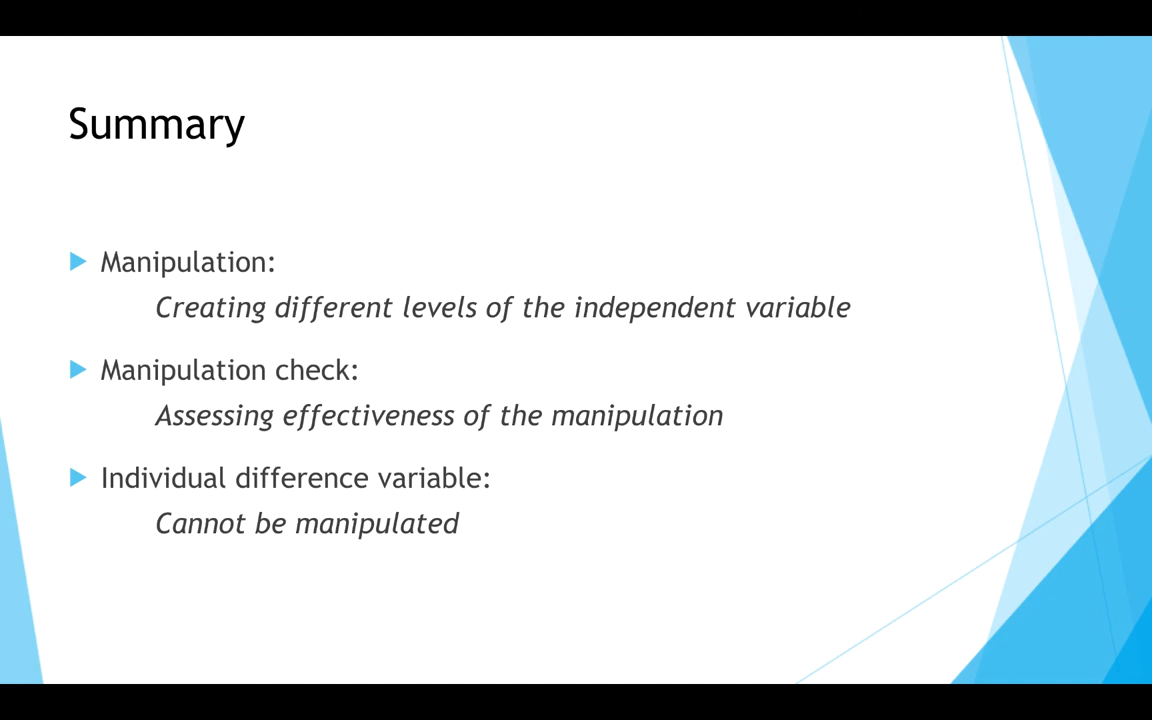 Summary
Manipulation:
Creating different levels of the independent variable
Manipulation check:
Assessing effectiveness of the manipulation
Individual difference variable:
Cannot be manipulated